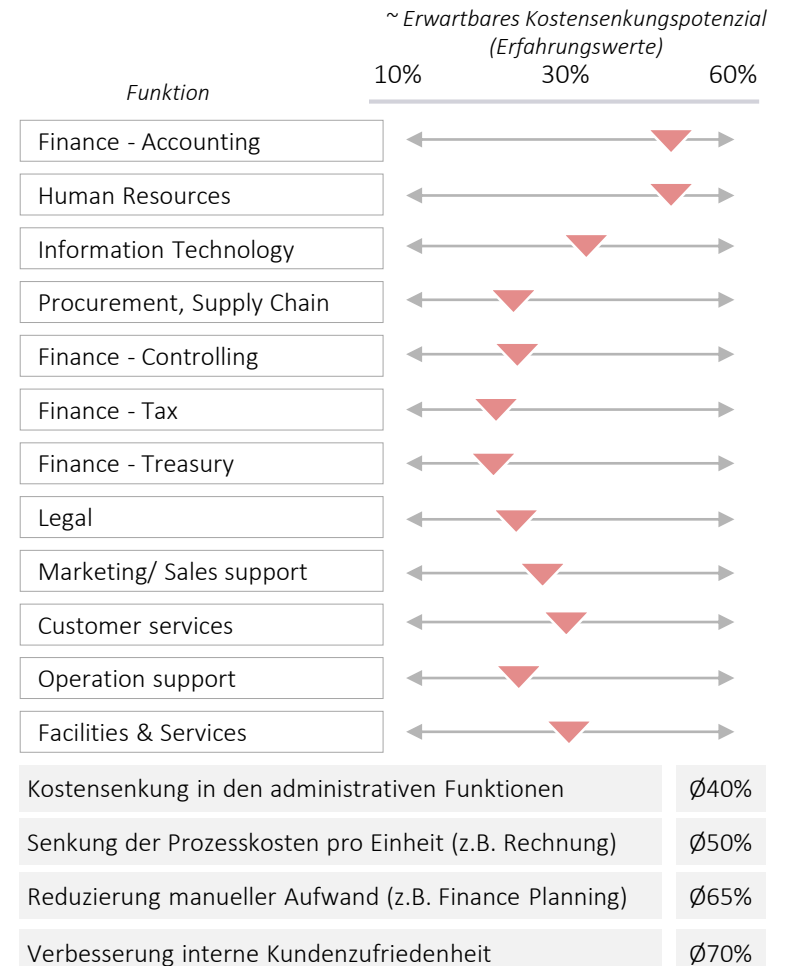 ~ Erwartbares Kostensenkungspotenzial
(Erfahrungswerte)
10% 30% 60%
Funktion
Finance - Accounting
Human Resources
Information Technology
Procurement, Supply Chain
Finance - Controlling
Finance - Tax
Finance - Treasury
Legal
Marketing/ Sales support
Customer services
Operation support
Facilities & Services
Kostensenkung in den administrativen Funktionen Ø40%
Senkung der Prozesskosten pro Einheit (z.B. Rechnung) Ø50%
Reduzierung manueller Aufwand (z.B. Finance Planning) Ø65%
Verbesserung interne Kundenzufriedenheit Ø70%